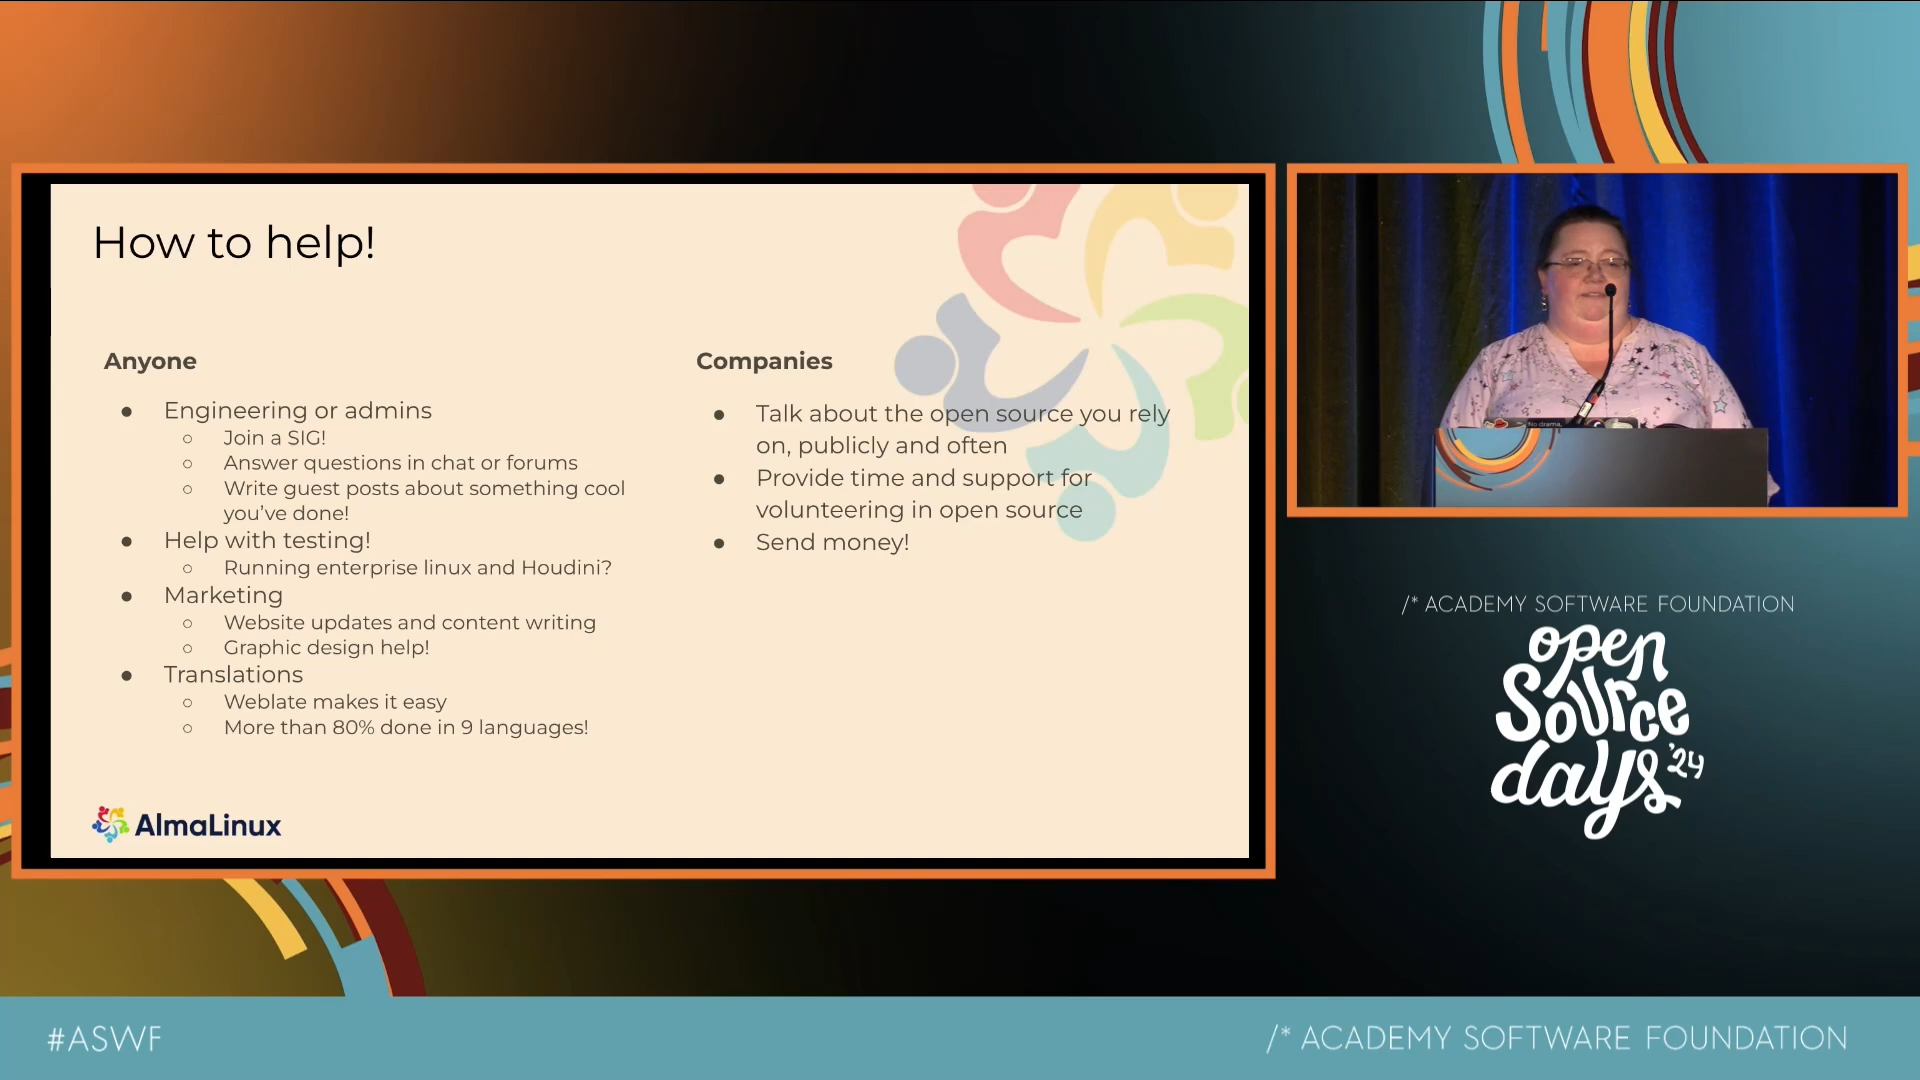 How to help!
Anyone
● Engineering or admins
○ Join a SIG!
○ Answer questions in chat or forums
○ Write guest posts about something cool
you've done!
● Help with testing!
○ Running enterprise linux and Houdini?
● Marketing
○ Website updates and content writing
○ Graphic design help!
● Translations
○ Weblate makes it easy
○ More than 80% done in 9 languages!
Companies
● Talk about the open source you rely
on, publicly and often
● Provide time and support for
volunteering in open source
● Send money!
AlmaLinux
No drama,
/* ACADEMY SOFTWARE FOUNDATION
open
source
days '24
#ASWF
/* ACADEMY SOFTWARE FOUNDATION